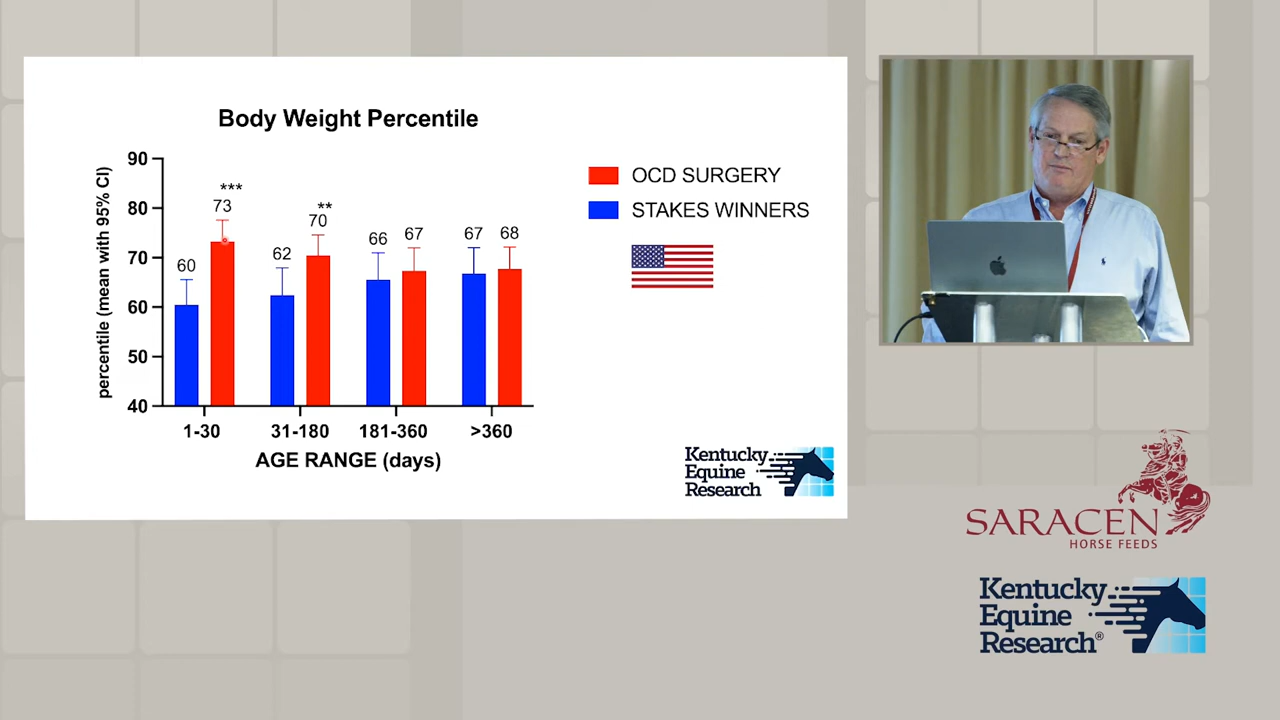 Body Weight Percentile
percentile (mean with 95% CI)
90
80
70
60
50
40
60
***
73
62
**
70
66
67
67
68
1-30
31-180
181-360
>360
AGE RANGE (days)
OCD SURGERY
STAKES WINNERS
Kentucky
Equine
Research
SARACEN
HORSE FEEDS
Kentucky
Equine
Research®